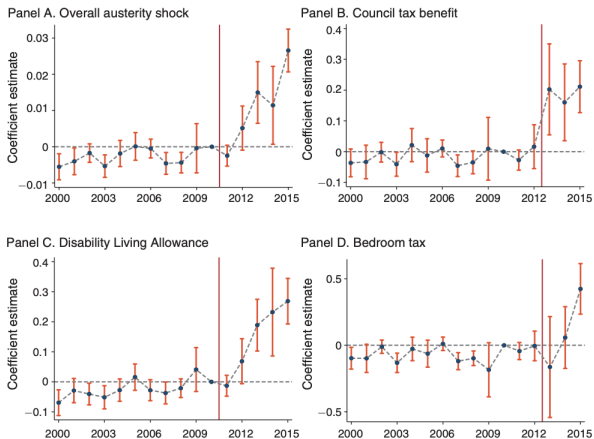 Panel A. Overall austerity shock
Coefficient estimate
0.03
0.02
0.01
0
−0.01
2000 2003 2006 2009 2012 2015
Panel B. Council tax benefit
Coefficient estimate
0.4
0.3
0.2
0.1
0
−0.1
2000 2003 2006 2009 2012 2015
Panel C. Disability Living Allowance
Coefficient estimate
0.4
0.3
0.2
0.1
0
−0.1
2000 2003 2006 2009 2012 2015
Panel D. Bedroom tax
Coefficient estimate
0.5
0
−0.5
2000 2003 2006 2009 2012 2015